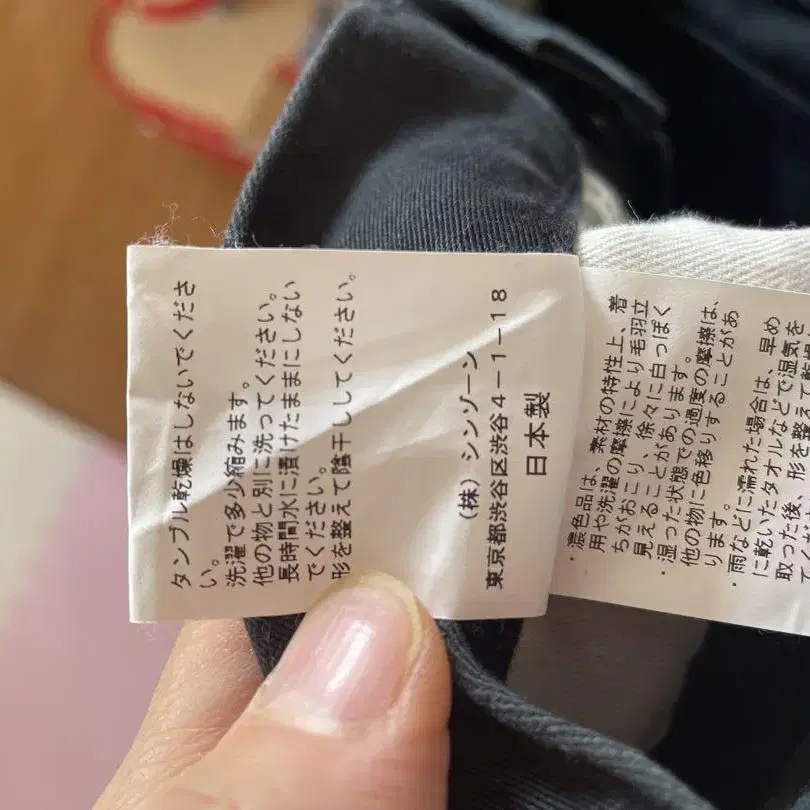 タンブル乾燥はしないでくださ
い。
洗濯で多少縮みます。
他の物と別に洗ってください。
長時間水に漬けたままにしない
でください。
形を整えて陰干ししてください。
(株)シンゾーン
東京都渋谷区渋谷4-1-18
日本製
・濃色品は、素材の特性上、着
用や洗濯の摩擦により毛羽立
ちがおこり、徐々に白っぽく
見えることがあります。
・湿った状態での過度の摩擦は、
他の物に色移りすることがあ
ります。
・雨などに濡れた場合は、早め
に乾いたタオルなどで湿気を
取った後、形を整えて